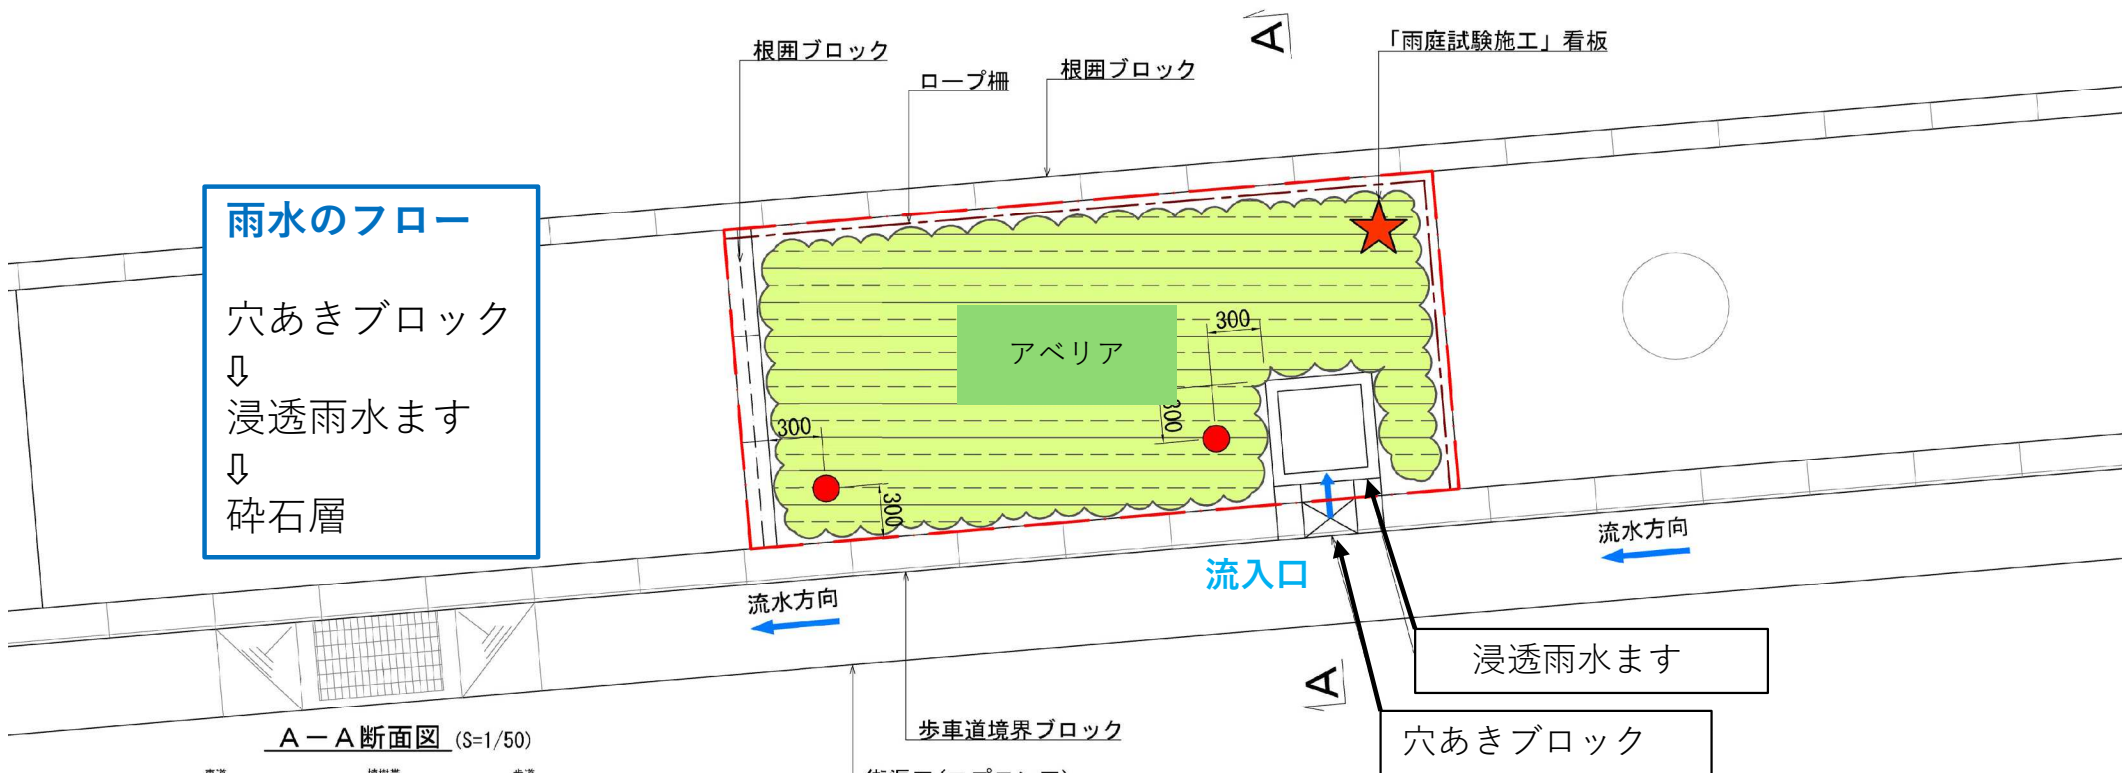 A
「雨庭試験施工」看板
根囲ブロック
ロープ柵
根囲ブロック
雨水のフロー
穴あきブロック
⇩
浸透雨水ます
⇩
砕石層
300
アベリア
300
300
300
流水方向
流入口
流水方向
浸透雨水ます
A
穴あきブロック
歩車道境界ブロック
A－A断面図 (S=1/50)